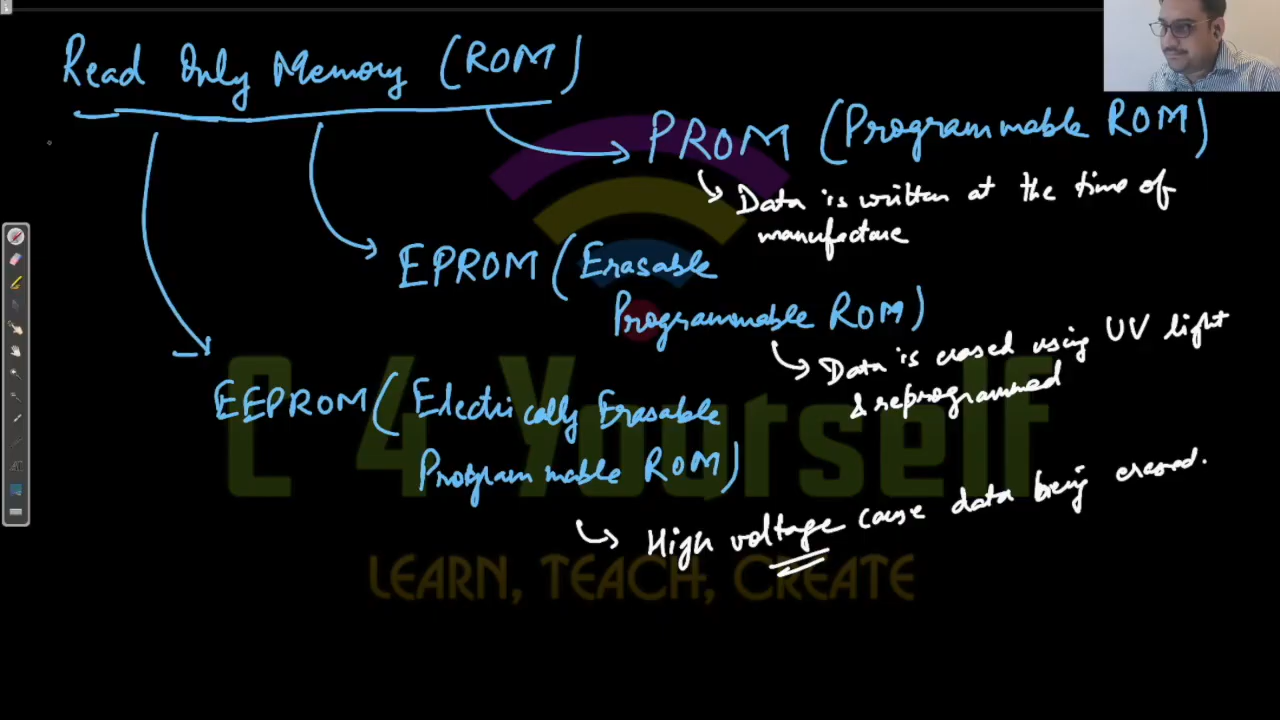 Read Only Memory (ROM)
PROM (Programmable ROM)
Data is written at the time of
manufacture
EPROM (Erasable
Programmable ROM)
Data is erased using UV light
& reprogrammed
EEPROM (Electrically Erasable
Programmable ROM)
High voltage cause data being erased.
C 4 Yourself
LEARN, TEACH, CREATE